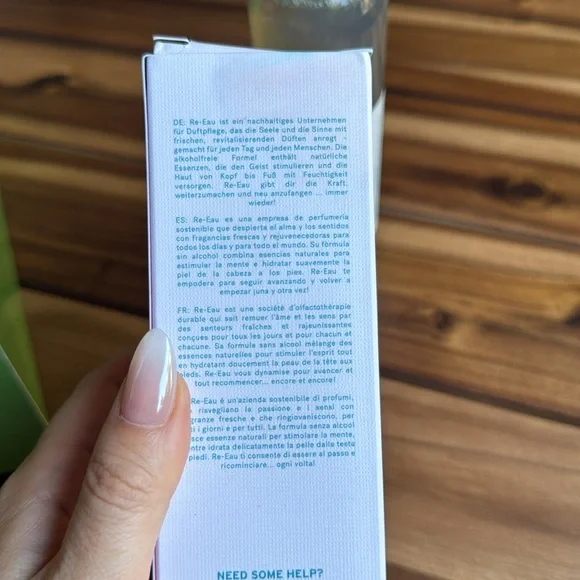 DE: Re-Eau ist ein nachhaltiges Unternehmen
für Duftpflege, das die Seele und die Sinne mit
frischen, revitalisierenden Düften anregt -
gemacht für jeden Tag und jeden Menschen. Die
alkoholfreie Formel enthält natürliche
Essenzen, die den Geist stimulieren und die
Haut von Kopf bis Fuß mit Feuchtigkeit
versorgen. Re-Eau gibt dir die Kraft,
weiterzumachen und neu anzufangen ... immer
wieder!
ES: Re-Eau es una empresa de perfumería
sostenible que despierta el alma y los sentidos
con fragancias frescas y rejuvenecedoras para
todos los días y para todo el mundo. Su fórmula
sin alcohol combina esencias naturales para
estimular la mente e hidratar suavemente la
piel de la cabeza a los pies. Re-Eau te
empodera para seguir avanzando y volver a
empezar ¡una y otra vez!
FR: Re-Eau est une société d'olfactothérapie
durable qui sait remuer l'âme et les sens par
des senteurs fraîches et rajeunissantes
conçues pour tous les jours et pour chacun et
chacune. Sa formule sans alcool mélange des
essences naturelles pour stimuler l'esprit tout
en hydratant doucement la peau de la tête aux
pieds. Re-Eau vous dynamise pour avancer et
tout recommencer... encore et encore!
Re-Eau è un'azienda sostenibile di profumi,
risvegliano la passione e i sensi con
granze fresche e che ringiovaniscono, per
i giorni e per tutti. La formula senza alcool
sce essenze naturali per stimolare la mente,
ntre idrata delicatamente la pelle dalla testa
piedi. Re-Eau ti consente di essere al passo e
ricominciare... ogni volta!
NEED SOME HELP?